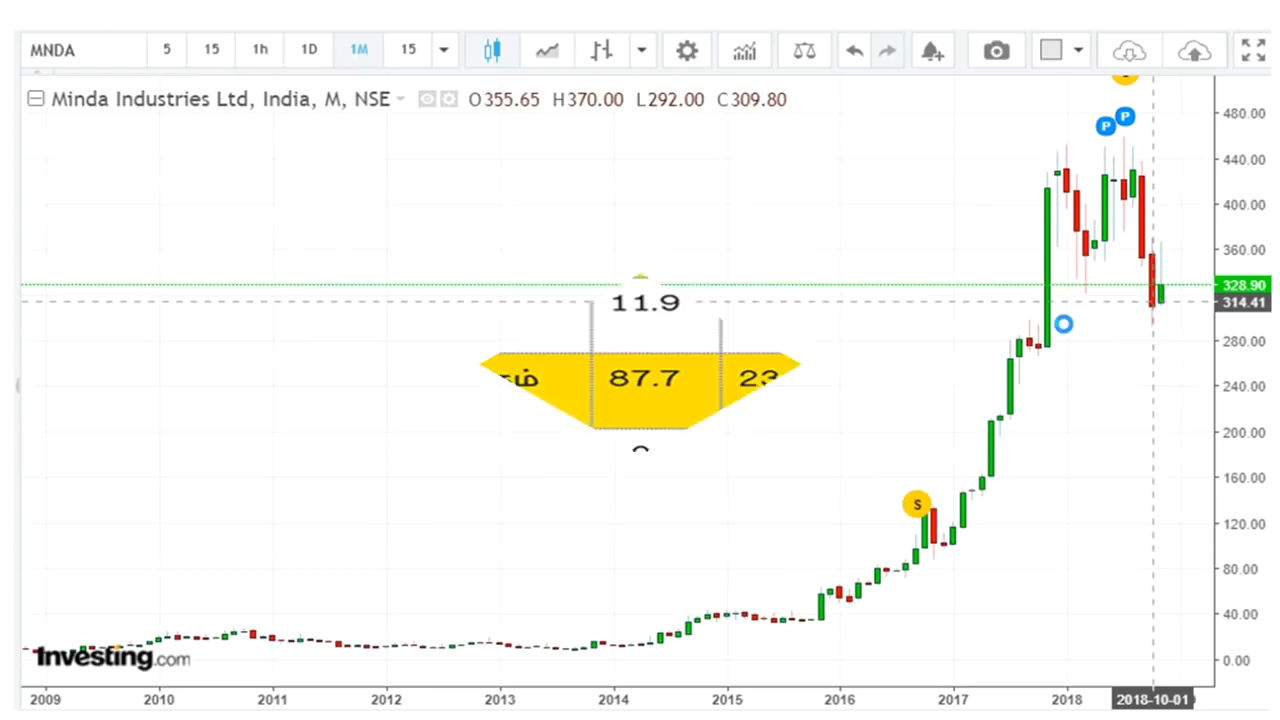 MNDA 5 15 1h 1D 1M 15
Minda Industries Ltd, India, M, NSE O355.65 H370.00 L292.00 C309.80
480.00
P P
440.00
400.00
360.00
328.90
11.9
314.41
280.00
87.7 23
240.00
200.00
160.00
S
120.00
80.00
40.00
Investing.com
0.00
2009 2010 2011 2012 2013 2014 2015 2016 2017 2018 2018-10-01